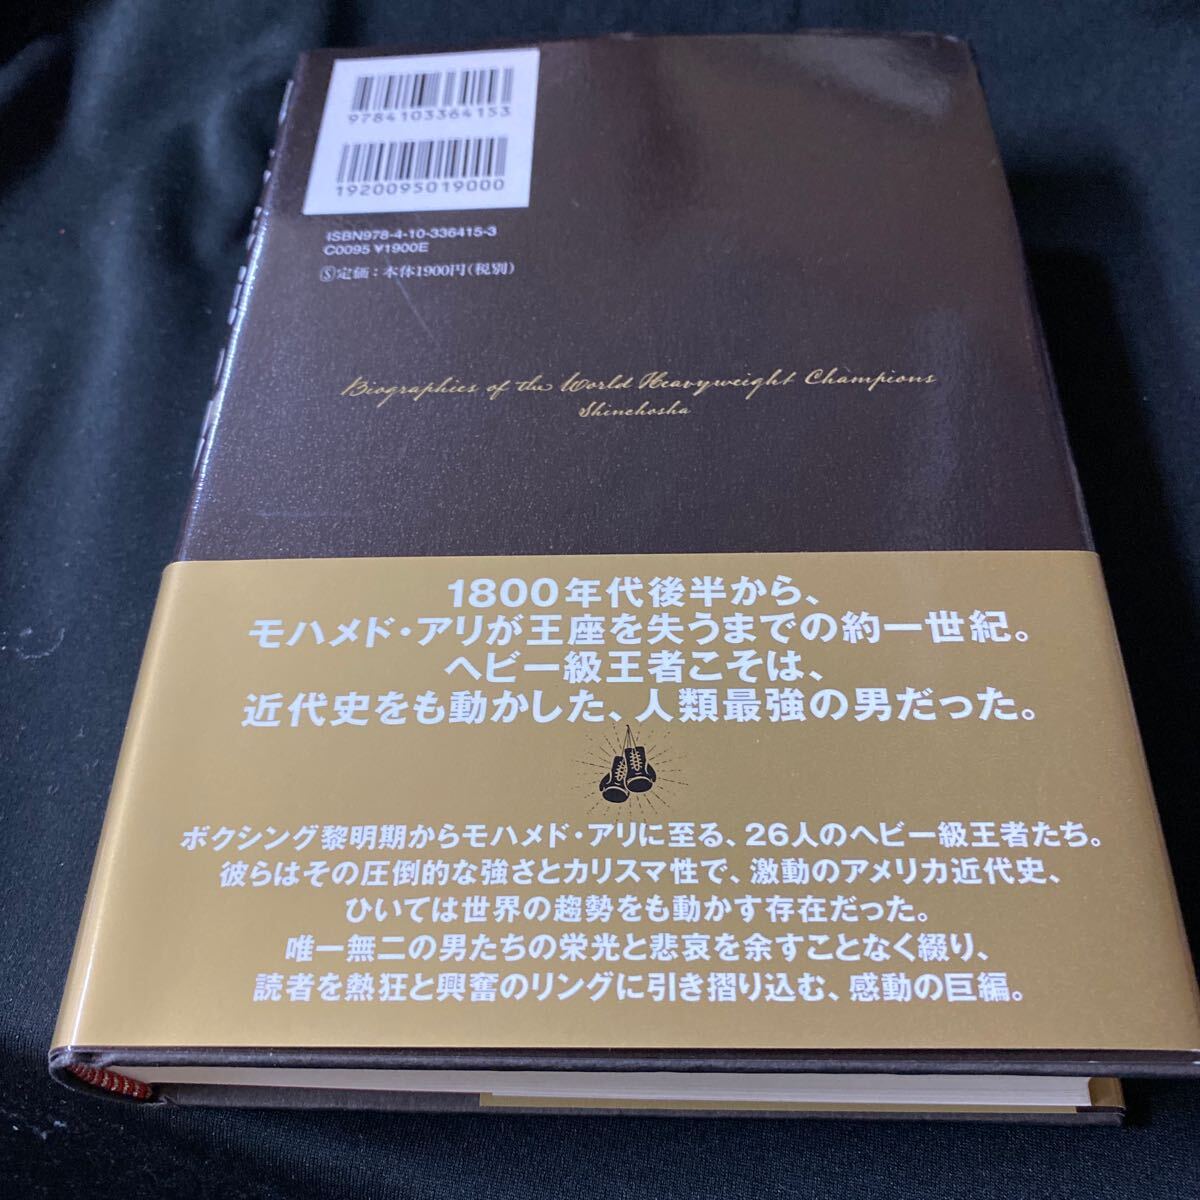 9784103364153
1920095019000
ISBN978-4-10-336415-3
C0095 ¥1900E
Ⓢ定価：本体1900円（税別）
Biographies of the World Heavyweight Champions
Shinchosha
1800年代後半から、
モハメド・アリが王座を失うまでの約一世紀。
ヘビー級王者こそは、
近代史をも動かした、人類最強の男だった。
ボクシング黎明期からモハメド・アリに至る、26人のヘビー級王者たち。
彼らはその圧倒的な強さとカリスマ性で、激動のアメリカ近代史、
ひいては世界の趨勢をも動かす存在だった。
唯一無二の男たちの栄光と悲哀を余すことなく綴り、
読者を熱狂と興奮のリングに引き摺り込む、感動の巨編。